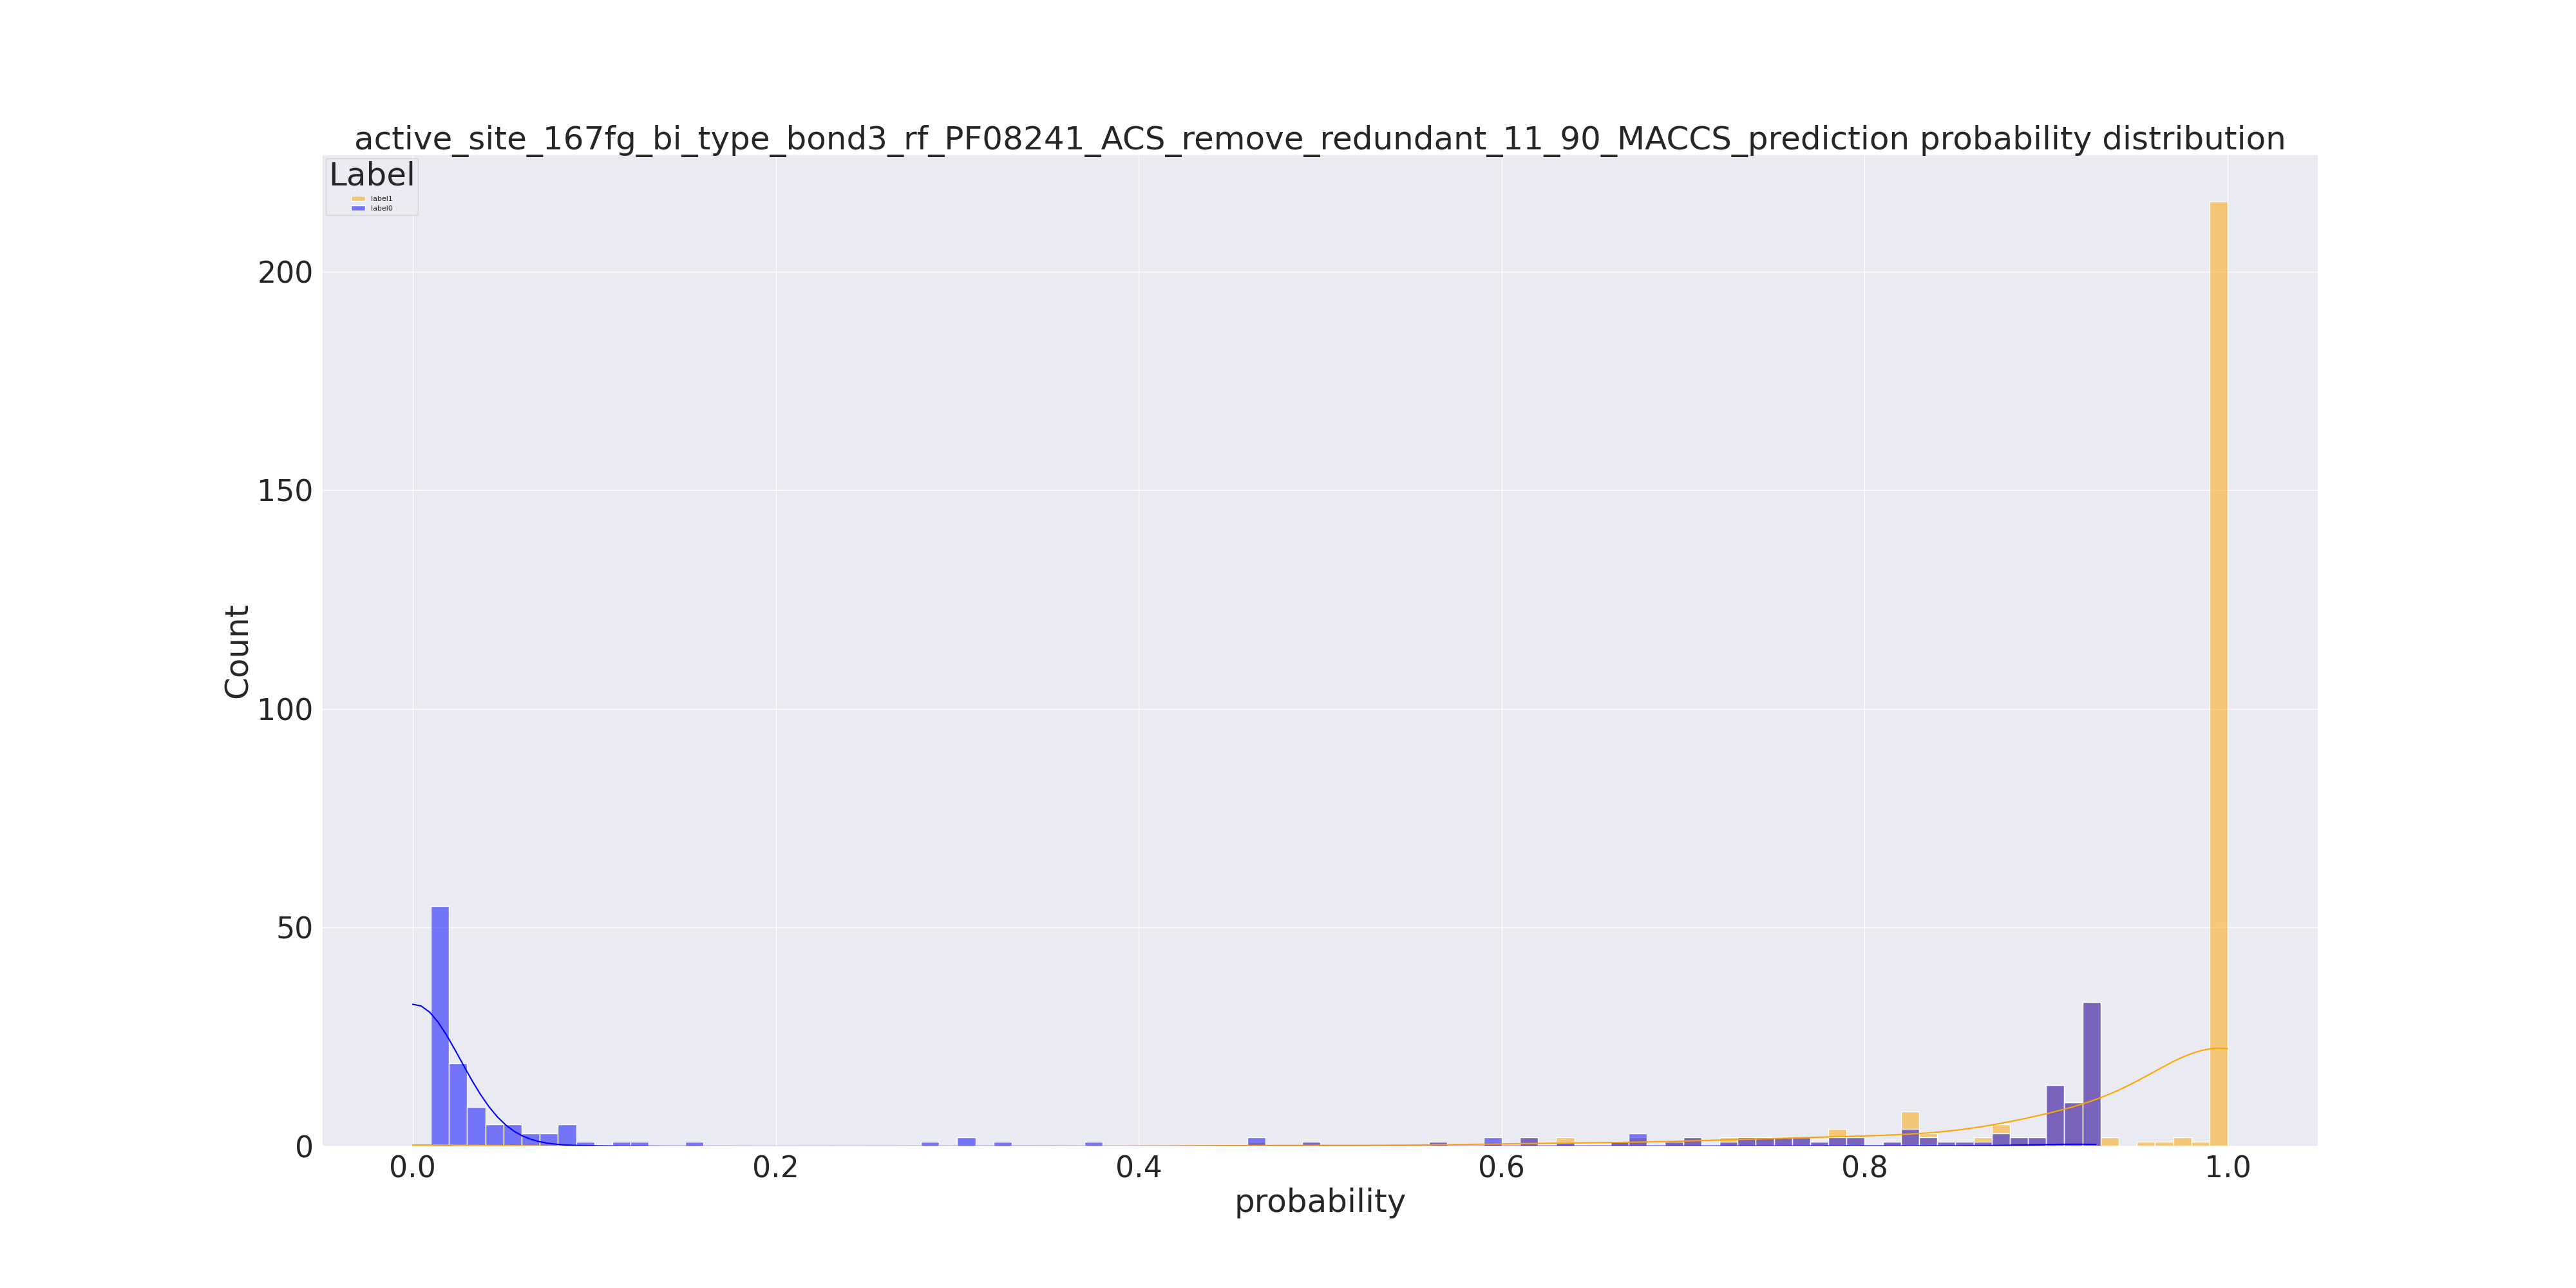 active_site_167fg_bi_type_bond3_rf_PF08241_ACS_remove_redundant_11_90_MACCS_prediction probability distribution
Label
label1
label0
200
150
100
50
0
Count
0.0 0.2 0.4 0.6 0.8 1.0
probability